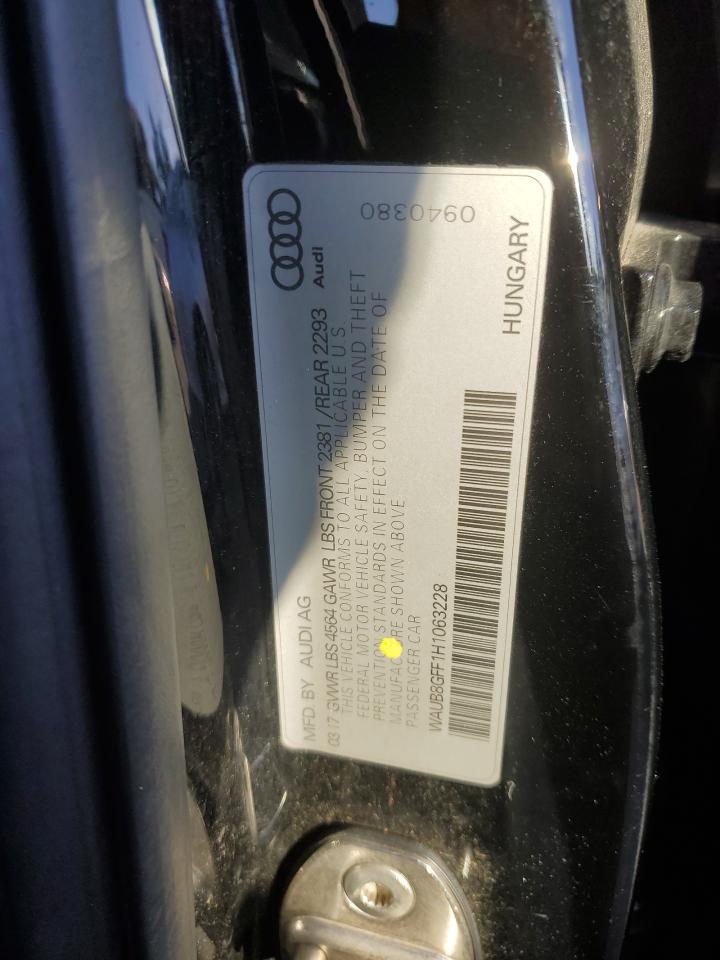 Audi
0940380
MFD. BY AUDI AG
03 17 GVWR LBS 4564 GAWR LBS FRONT 2381 / REAR 2293
THIS VEHICLE CONFORMS TO ALL APPLICABLE U.S.
FEDERAL MOTOR VEHICLE SAFETY, BUMPER AND THEFT
PREVENTION STANDARDS IN EFFECT ON THE DATE OF
MANUFACTURE SHOWN ABOVE
PASSENGER CAR
WAUB8GFF1H1063228
HUNGARY